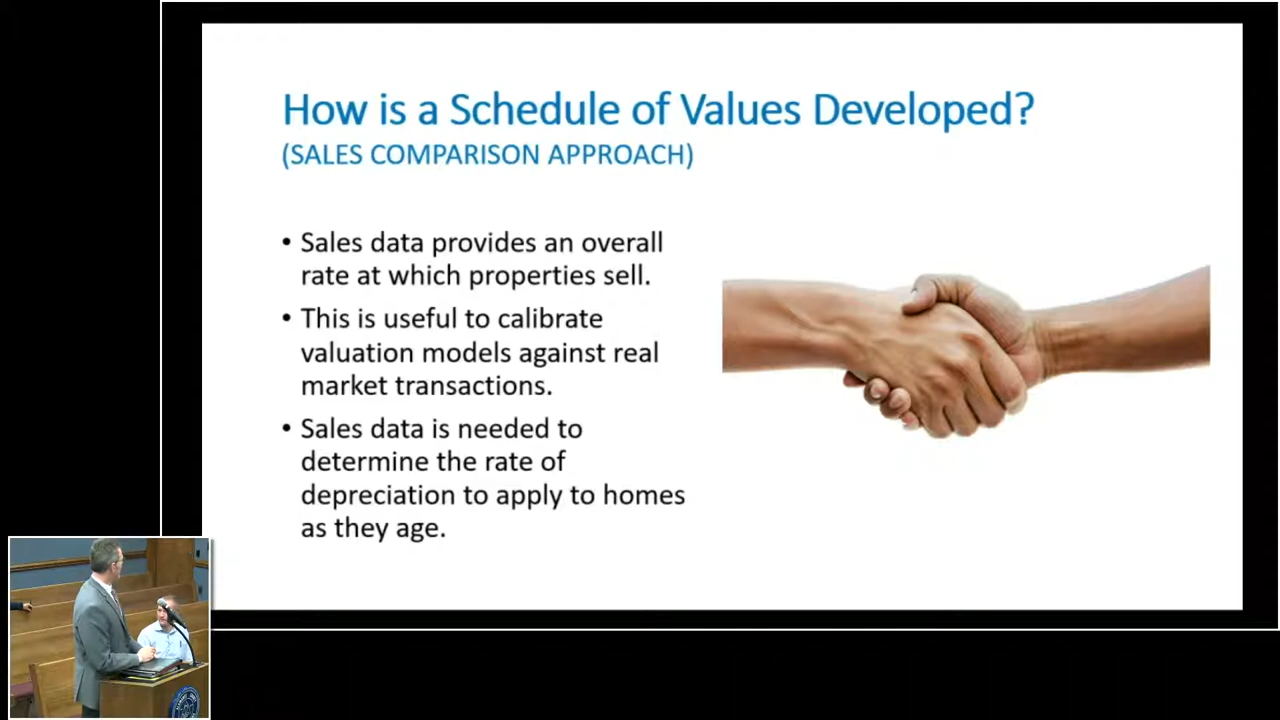 How is a Schedule of Values Developed?
(SALES COMPARISON APPROACH)
• Sales data provides an overall
rate at which properties sell.
• This is useful to calibrate
valuation models against real
market transactions.
• Sales data is needed to
determine the rate of
depreciation to apply to homes
as they age.